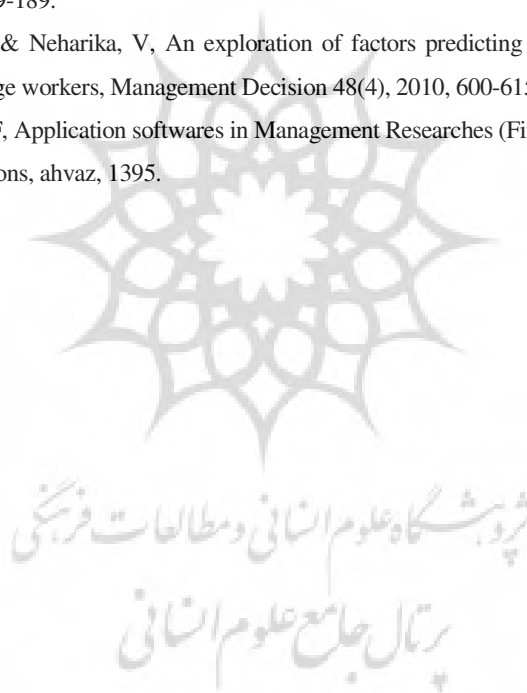 9-189.
& Neharika, V, An exploration of factors predicting
ge workers, Management Decision 48(4), 2010, 600-615
F, Application softwares in Management Researches (Fi
ons, ahvaz, 1395.
پژوهشگاه علوم انسانی و مطالعات فرهنگی
پرتال جامع علوم انسانی